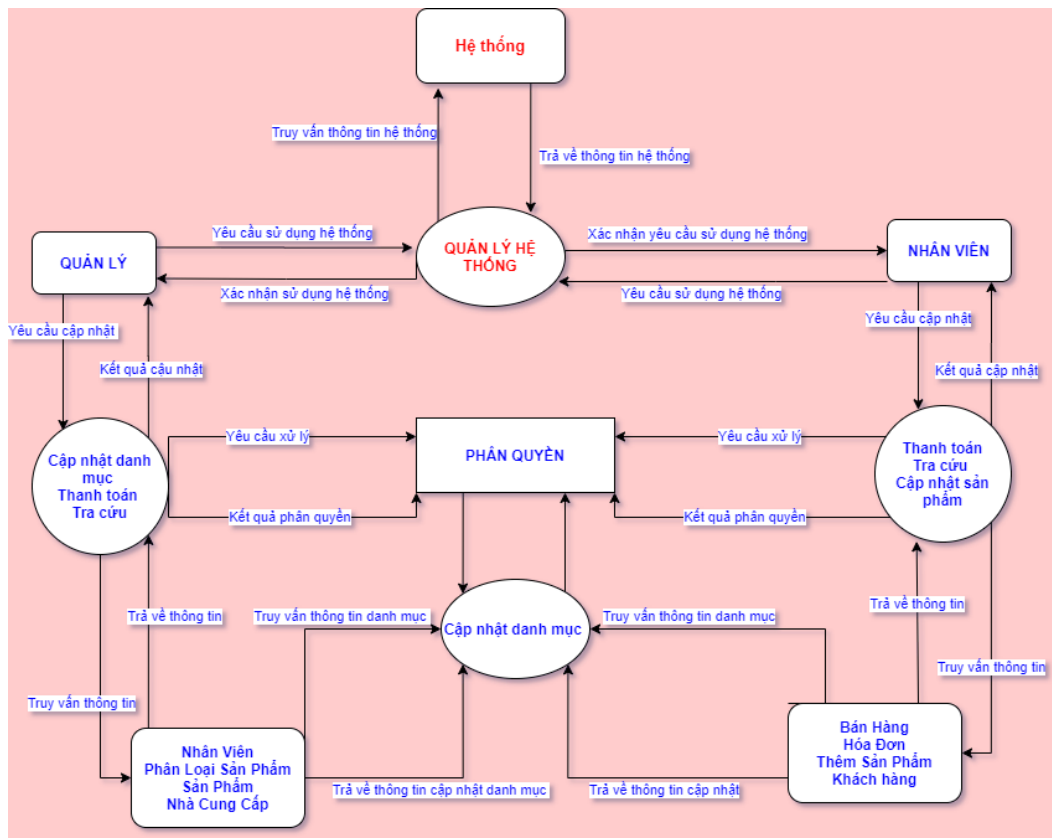 Hệ thống
Truy vấn thông tin hệ thống
Trả về thông tin hệ thống
Yêu cầu sử dụng hệ thống
Xác nhận yêu cầu sử dụng hệ thống
QUẢN LÝ
QUẢN LÝ HỆ
THỐNG
NHÂN VIÊN
Xác nhận sử dụng hệ thống
Yêu cầu sử dụng hệ thống
Yêu cầu cập nhật
Yêu cầu cập nhật
Kết quả cậu nhật
Kết quả cập nhật
Yêu cầu xử lý
Yêu cầu xử lý
Cập nhật danh
mục
Thanh toán
Tra cứu
PHÂN QUYỀN
Thanh toán
Tra cứu
Cập nhật sản
phẩm
Kết quả phân quyền
Kết quả phân quyền
Trả về thông tin
Truy vấn thông tin danh mục
Cập nhật danh mục
Truy vấn thông tin danh mục
Trả về thông tin
Truy vấn thông tin
Truy vấn thông tin
Nhân Viên
Phân Loại Sản Phẩm
Sản Phẩm
Nhà Cung Cấp
Trả về thông tin cập nhật danh mục
Trả về thông tin cập nhật
Bán Hàng
Hóa Đơn
Thêm Sản Phẩm
Khách hàng